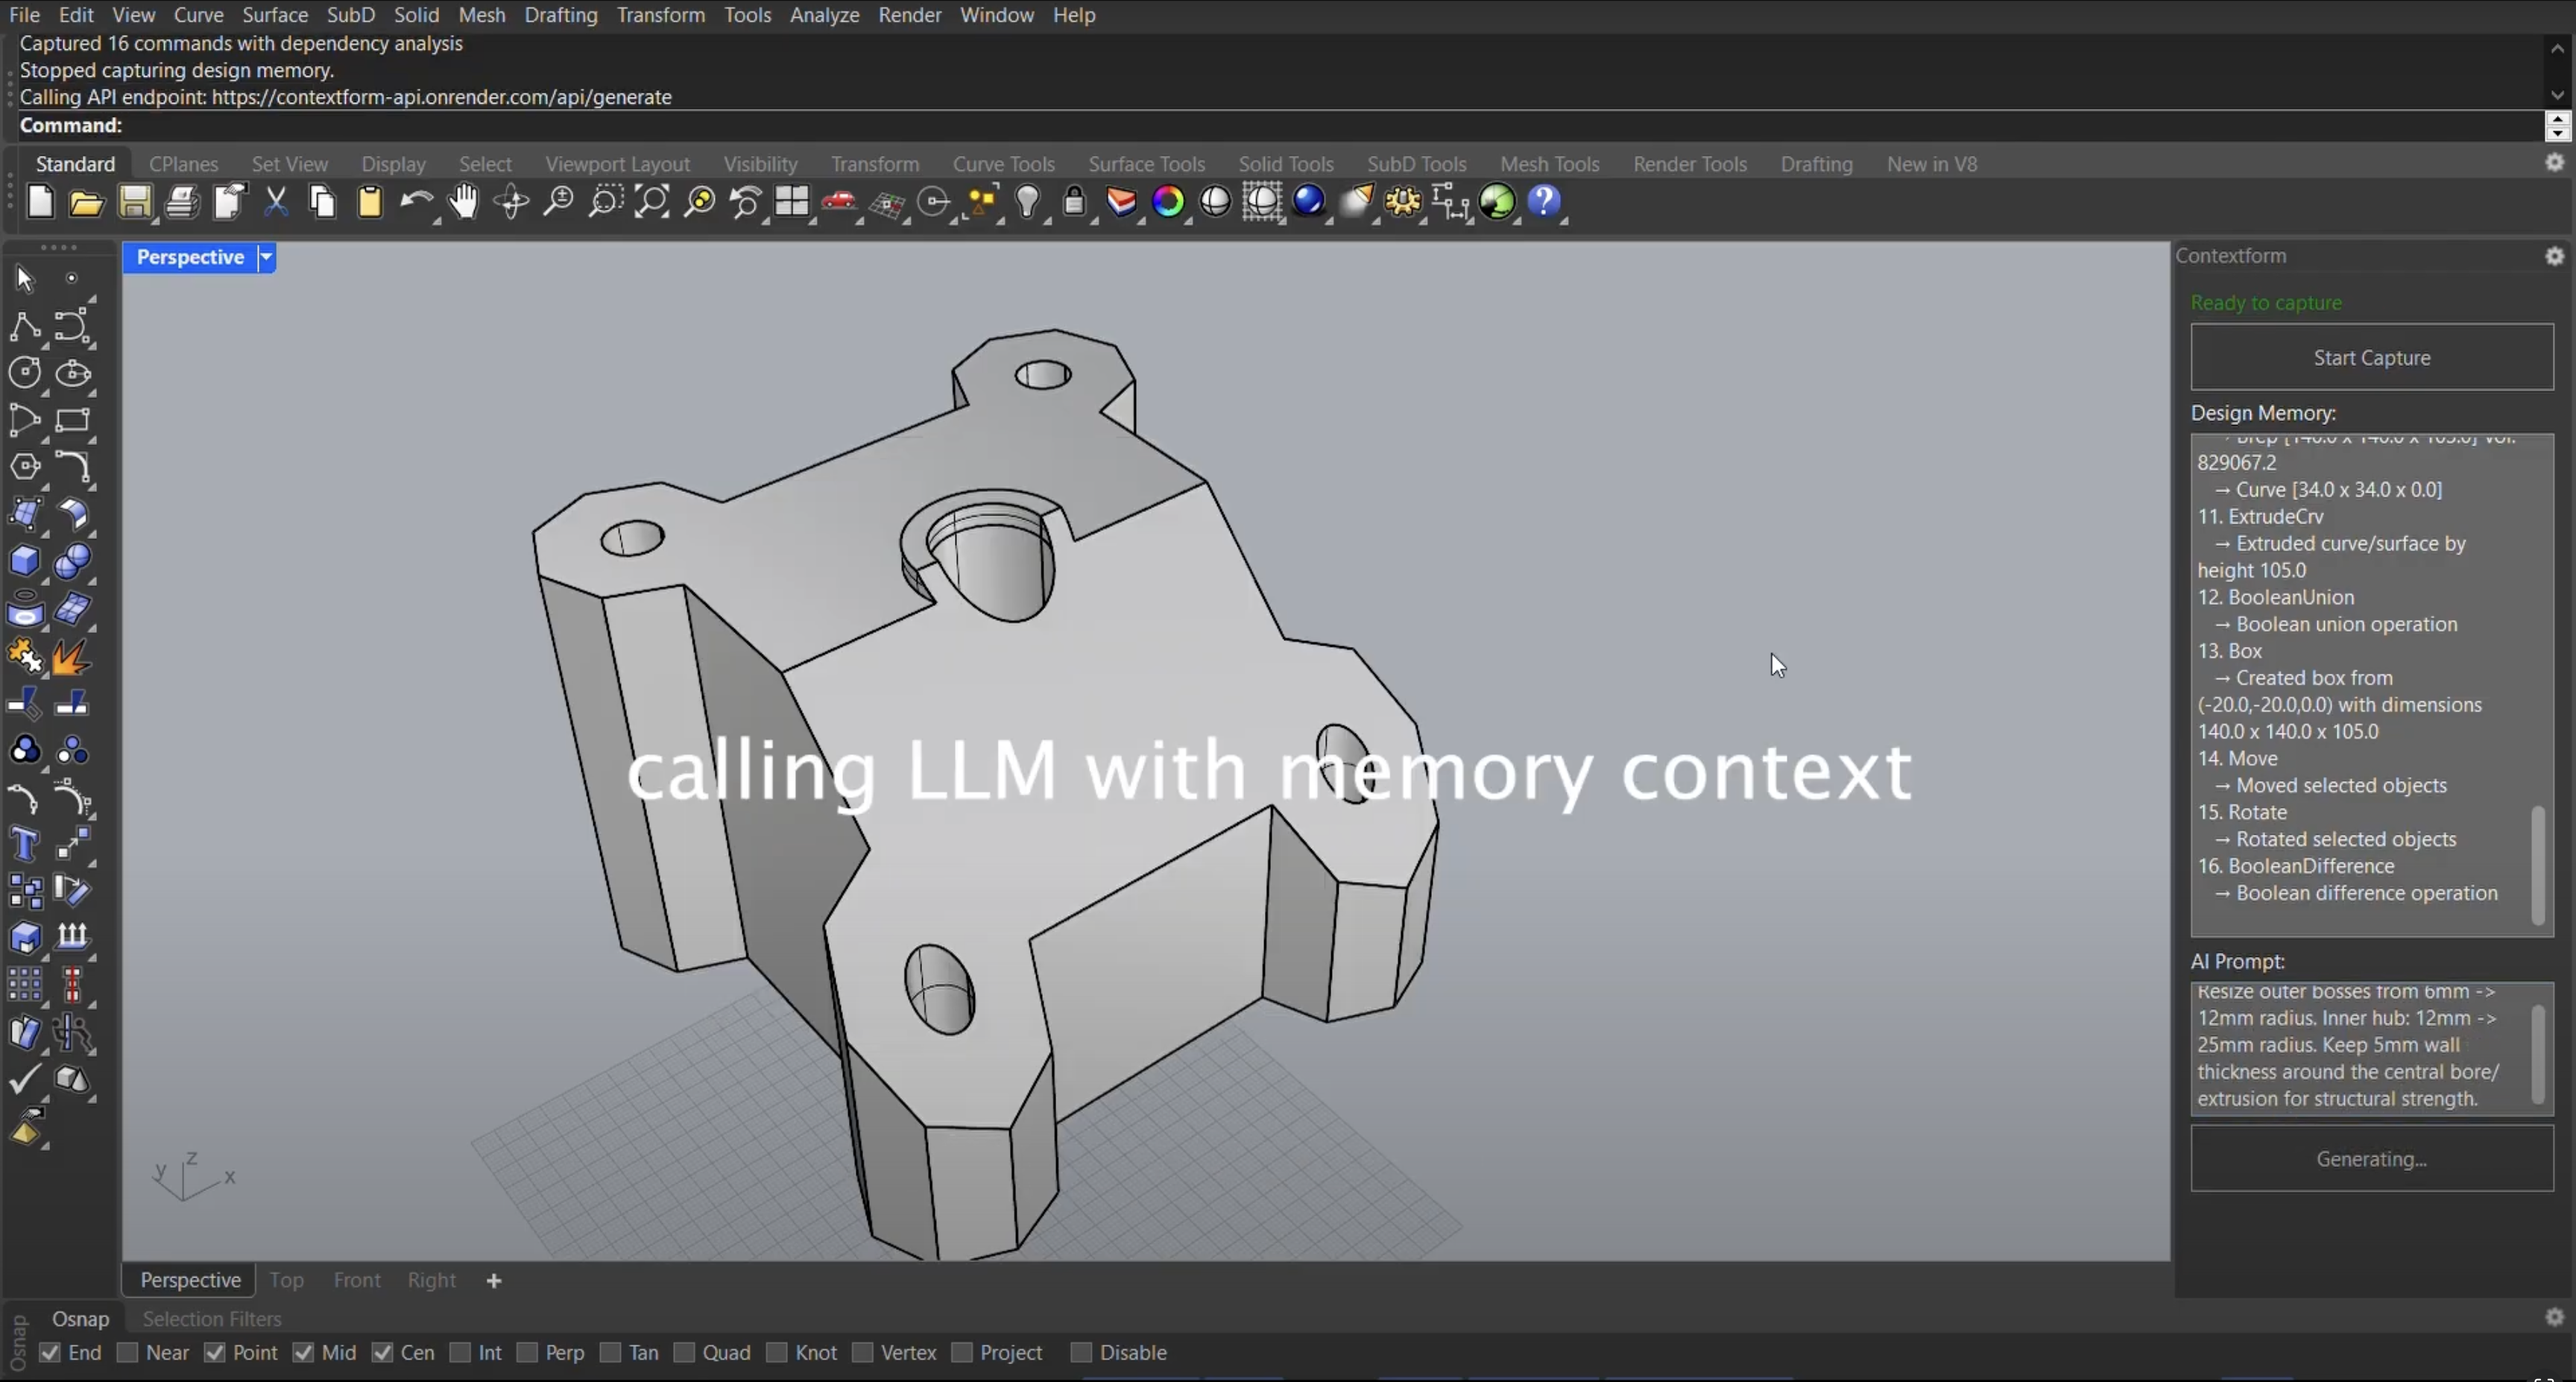 File Edit View Curve Surface SubD Solid Mesh Drafting Transform Tools Analyze Render Window Help
Captured 16 commands with dependency analysis
Stopped capturing design memory.
Calling API endpoint: https://contextform-api.onrender.com/api/generate
Command:
Standard CPlanes Set View Display Select Viewport Layout Visibility Transform Curve Tools Surface Tools Solid Tools SubD Tools Mesh Tools Render Tools Drafting New in V8
Perspective
calling LLM with memory context
z
y
x
Contextform
Ready to capture
Start Capture
Design Memory:
→ Brep [140.0 x 140.0 x 105.0] Vol:
829067.2
→ Curve [34.0 x 34.0 x 0.0]
11. ExtrudeCrv
→ Extruded curve/surface by
height 105.0
12. BooleanUnion
→ Boolean union operation
13. Box
→ Created box from
(-20.0,-20.0,0.0) with dimensions
140.0 x 140.0 x 105.0
14. Move
→ Moved selected objects
15. Rotate
→ Rotated selected objects
16. BooleanDifference
→ Boolean difference operation
AI Prompt:
Resize outer bosses from 6mm ->
12mm radius. Inner hub: 12mm ->
25mm radius. Keep 5mm wall
thickness around the central bore/
extrusion for structural strength.
Generating...
Perspective Top Front Right +
Osnap
Osnap Selection Filters
End Near Point Mid Cen Int Perp Tan Quad Knot Vertex Project Disable